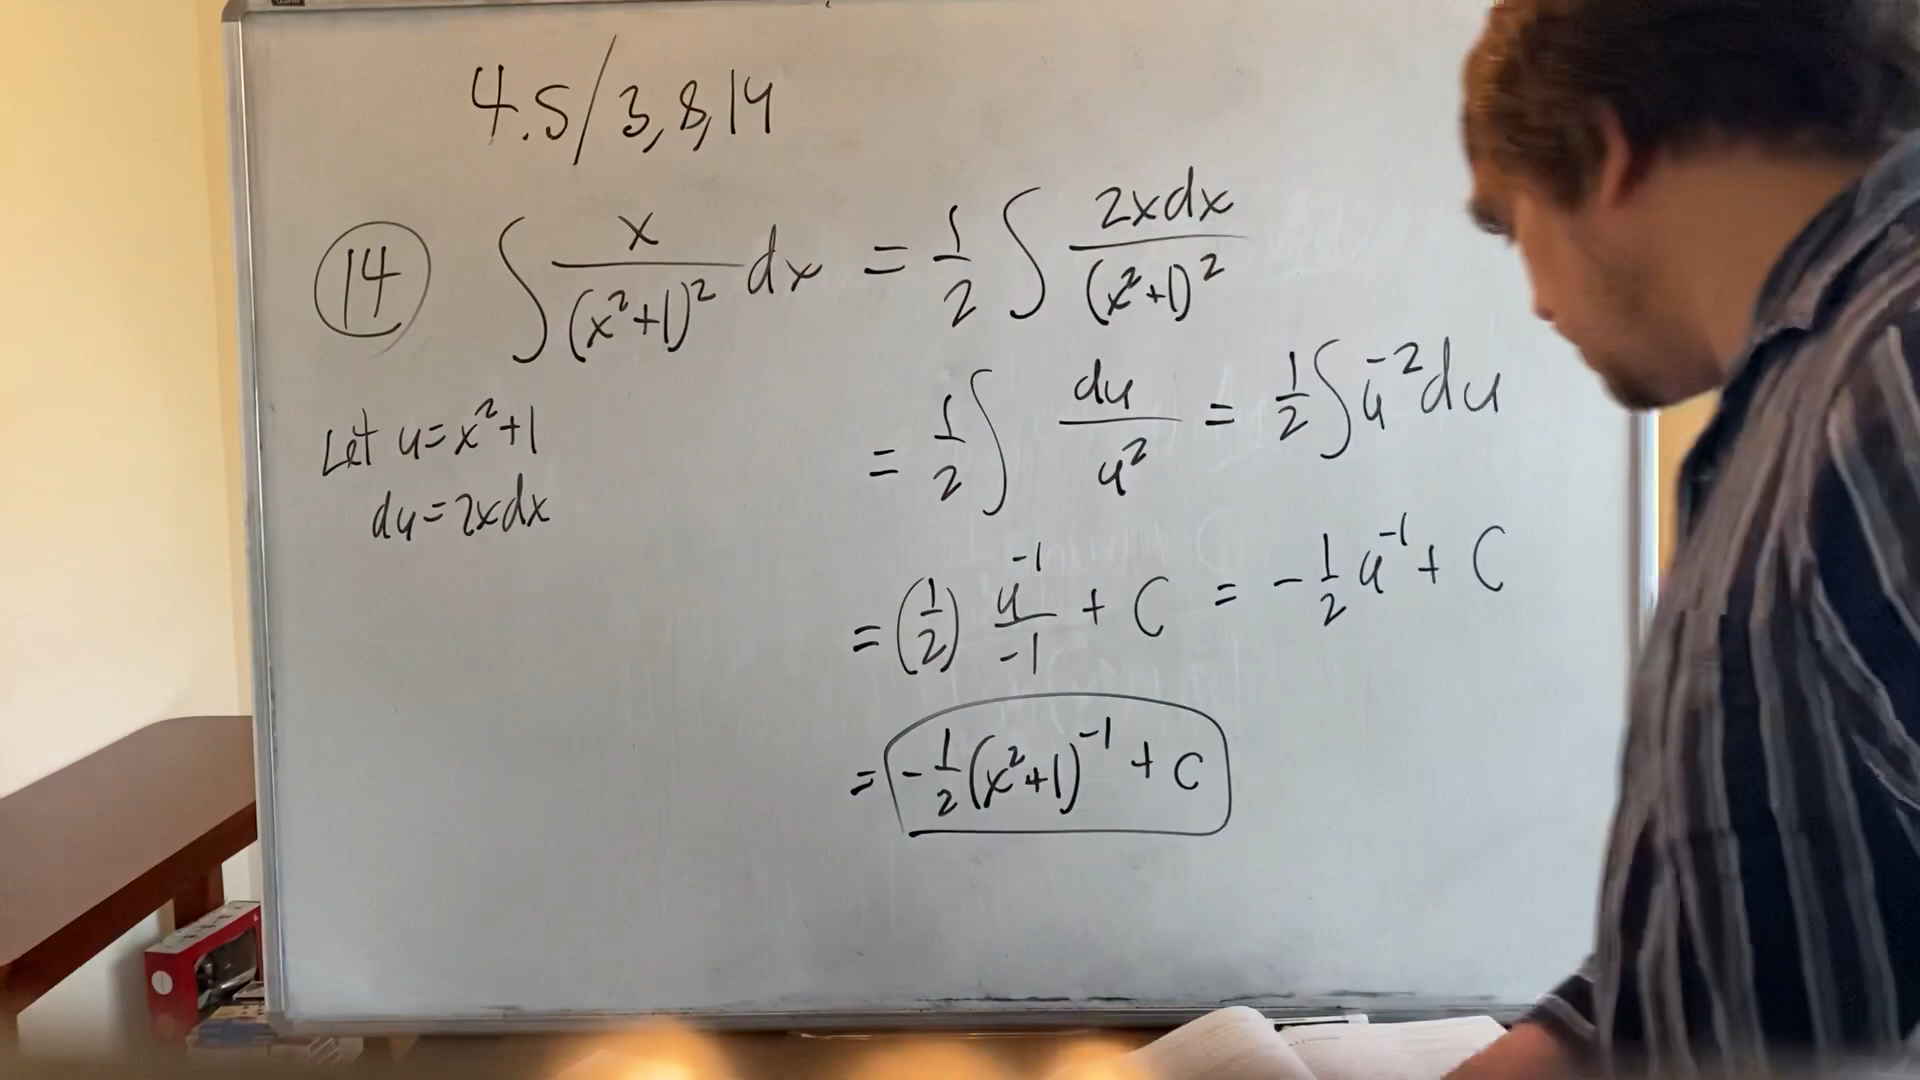 4.5/3,8,14
(14) ∫ x/(x²+1)² dx = 1/2 ∫ 2xdx/(x²+1)²
Let u=x²+1
du=2xdx
= 1/2 ∫ du/u² = 1/2 ∫ u⁻² du
= (1/2) u⁻¹/-1 + C = -1/2 u⁻¹ + C
= -1/2 (x²+1)⁻¹ + C